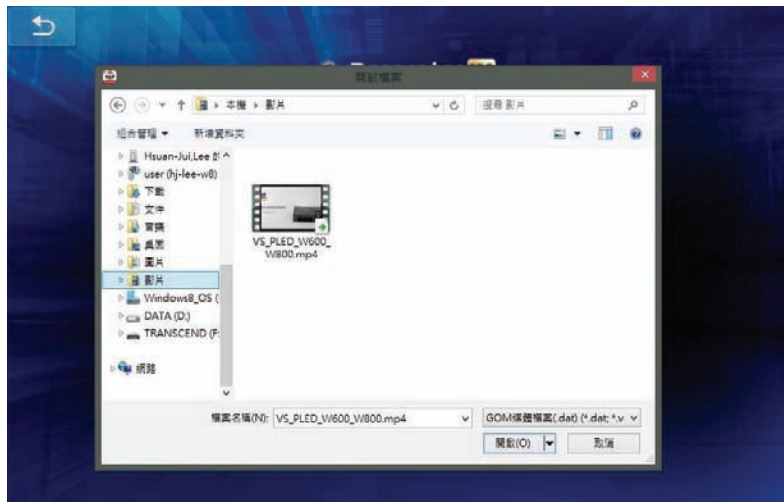 開啟檔案
本機 影片
搜尋 影片
組合管理
新增資料夾
Hsuan-Jui,Lee 的
user (hj-lee-w8)
下載
文件
音樂
桌面
圖片
影片
Windows8_OS (
DATA (D:)
TRANSCEND (F:
網路
VS_PLED_W600_
W800.mp4
檔案名稱(N):
VS_PLED_W600_W800.mp4
GOM媒體檔案(.dat) (*.dat; *.v
開啟(O)
取消